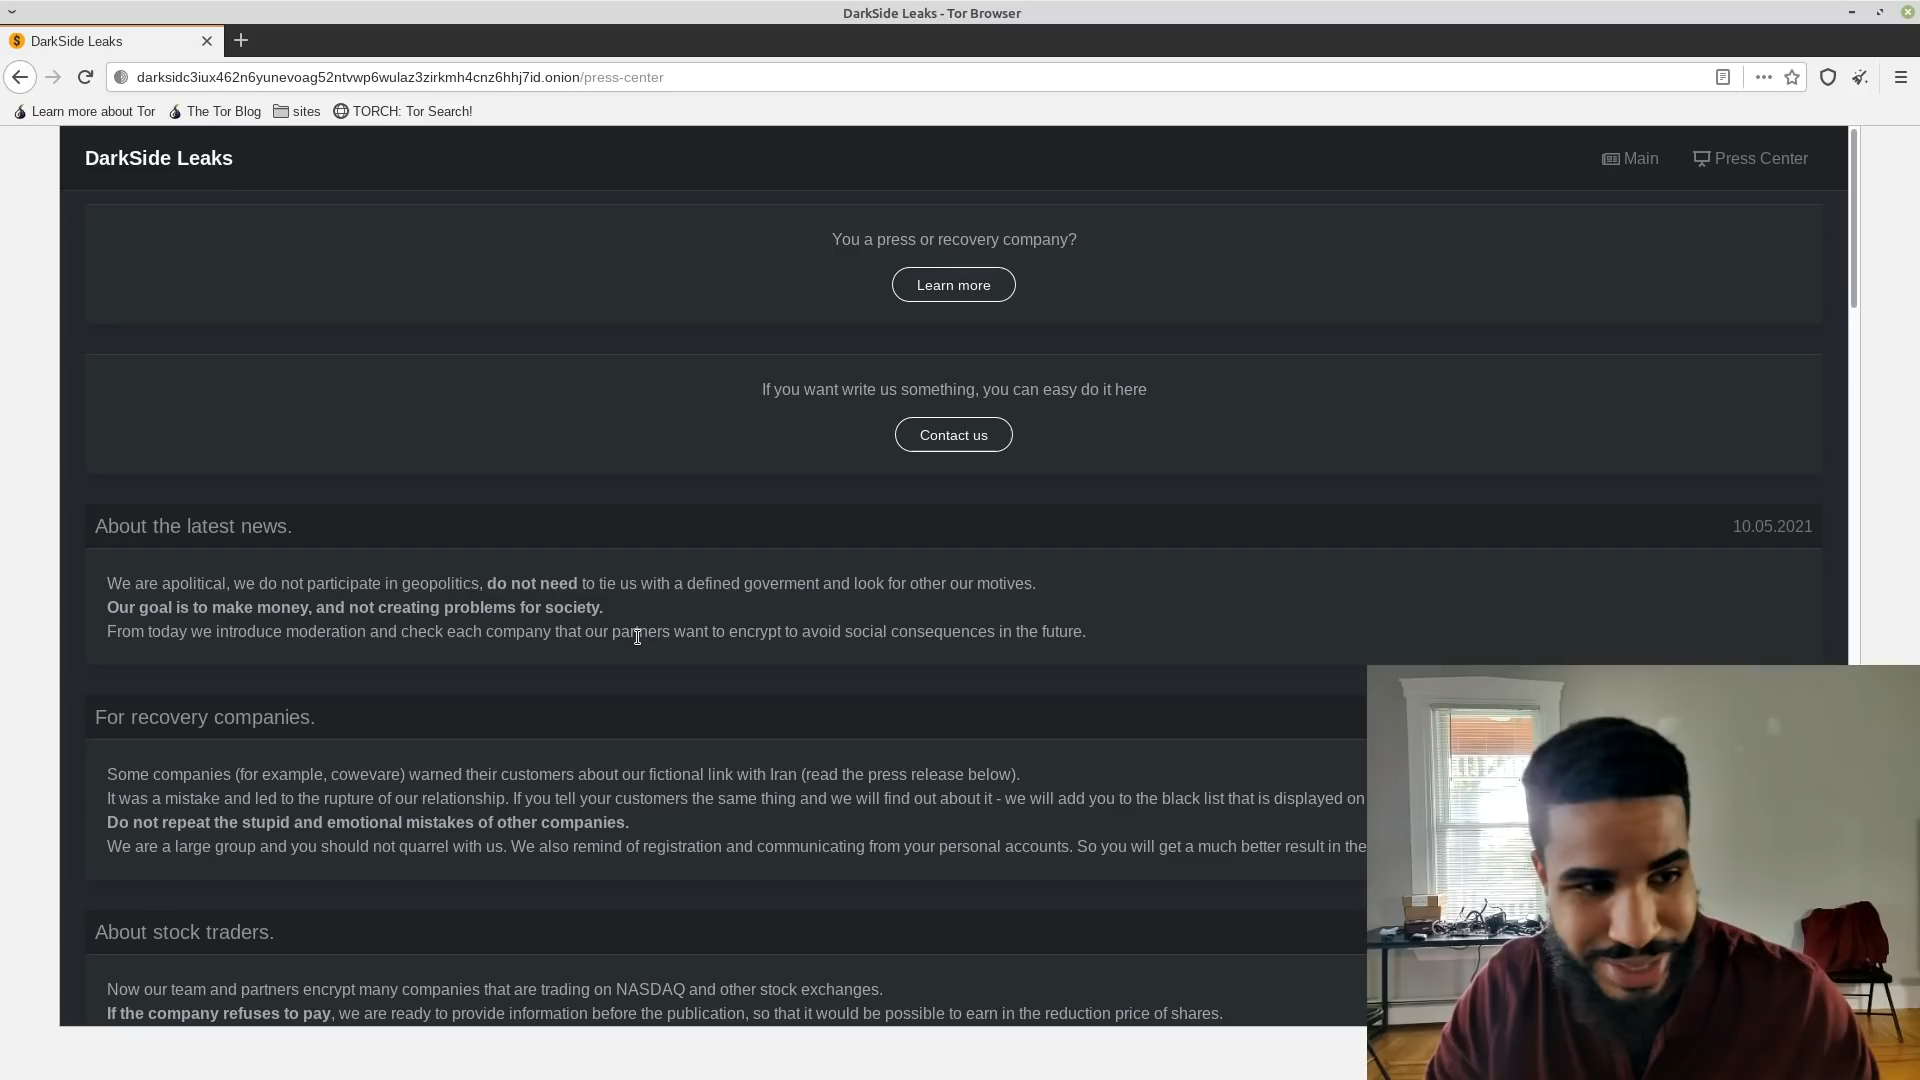 DarkSide Leaks - Tor Browser
DarkSide Leaks
darksidc3iux462n6yunevoag52ntvwp6wulaz3zirkmh4cnz6hhj7id.onion/press-center
Learn more about Tor
The Tor Blog
sites
TORCH: Tor Search!
DarkSide Leaks
Main
Press Center
You a press or recovery company?
Learn more
If you want write us something, you can easy do it here
Contact us
About the latest news.
10.05.2021
We are apolitical, we do not participate in geopolitics, do not need to tie us with a defined goverment and look for other our motives.
Our goal is to make money, and not creating problems for society.
From today we introduce moderation and check each company that our partners want to encrypt to avoid social consequences in the future.
For recovery companies.
Some companies (for example, cowevare) warned their customers about our fictional link with Iran (read the press release below).
It was a mistake and led to the rupture of our relationship. If you tell your customers the same thing and we will find out about it - we will add you to the black list that is displayed on
Do not repeat the stupid and emotional mistakes of other companies.
We are a large group and you should not quarrel with us. We also remind of registration and communicating from your personal accounts. So you will get a much better result in the
About stock traders.
Now our team and partners encrypt many companies that are trading on NASDAQ and other stock exchanges.
If the company refuses to pay, we are ready to provide information before the publication, so that it would be possible to earn in the reduction price of shares.